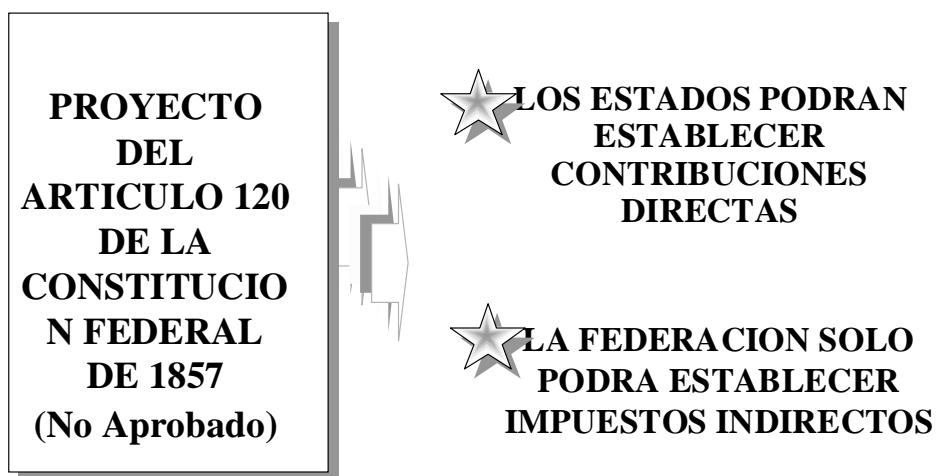 PROYECTO
DEL
ARTICULO 120
DE LA
CONSTITUCIO
N FEDERAL
DE 1857
(No Aprobado)
LOS ESTADOS PODRAN
ESTABLECER
CONTRIBUCIONES
DIRECTAS
LA FEDERACION SOLO
PODRA ESTABLECER
IMPUESTOS INDIRECTOS